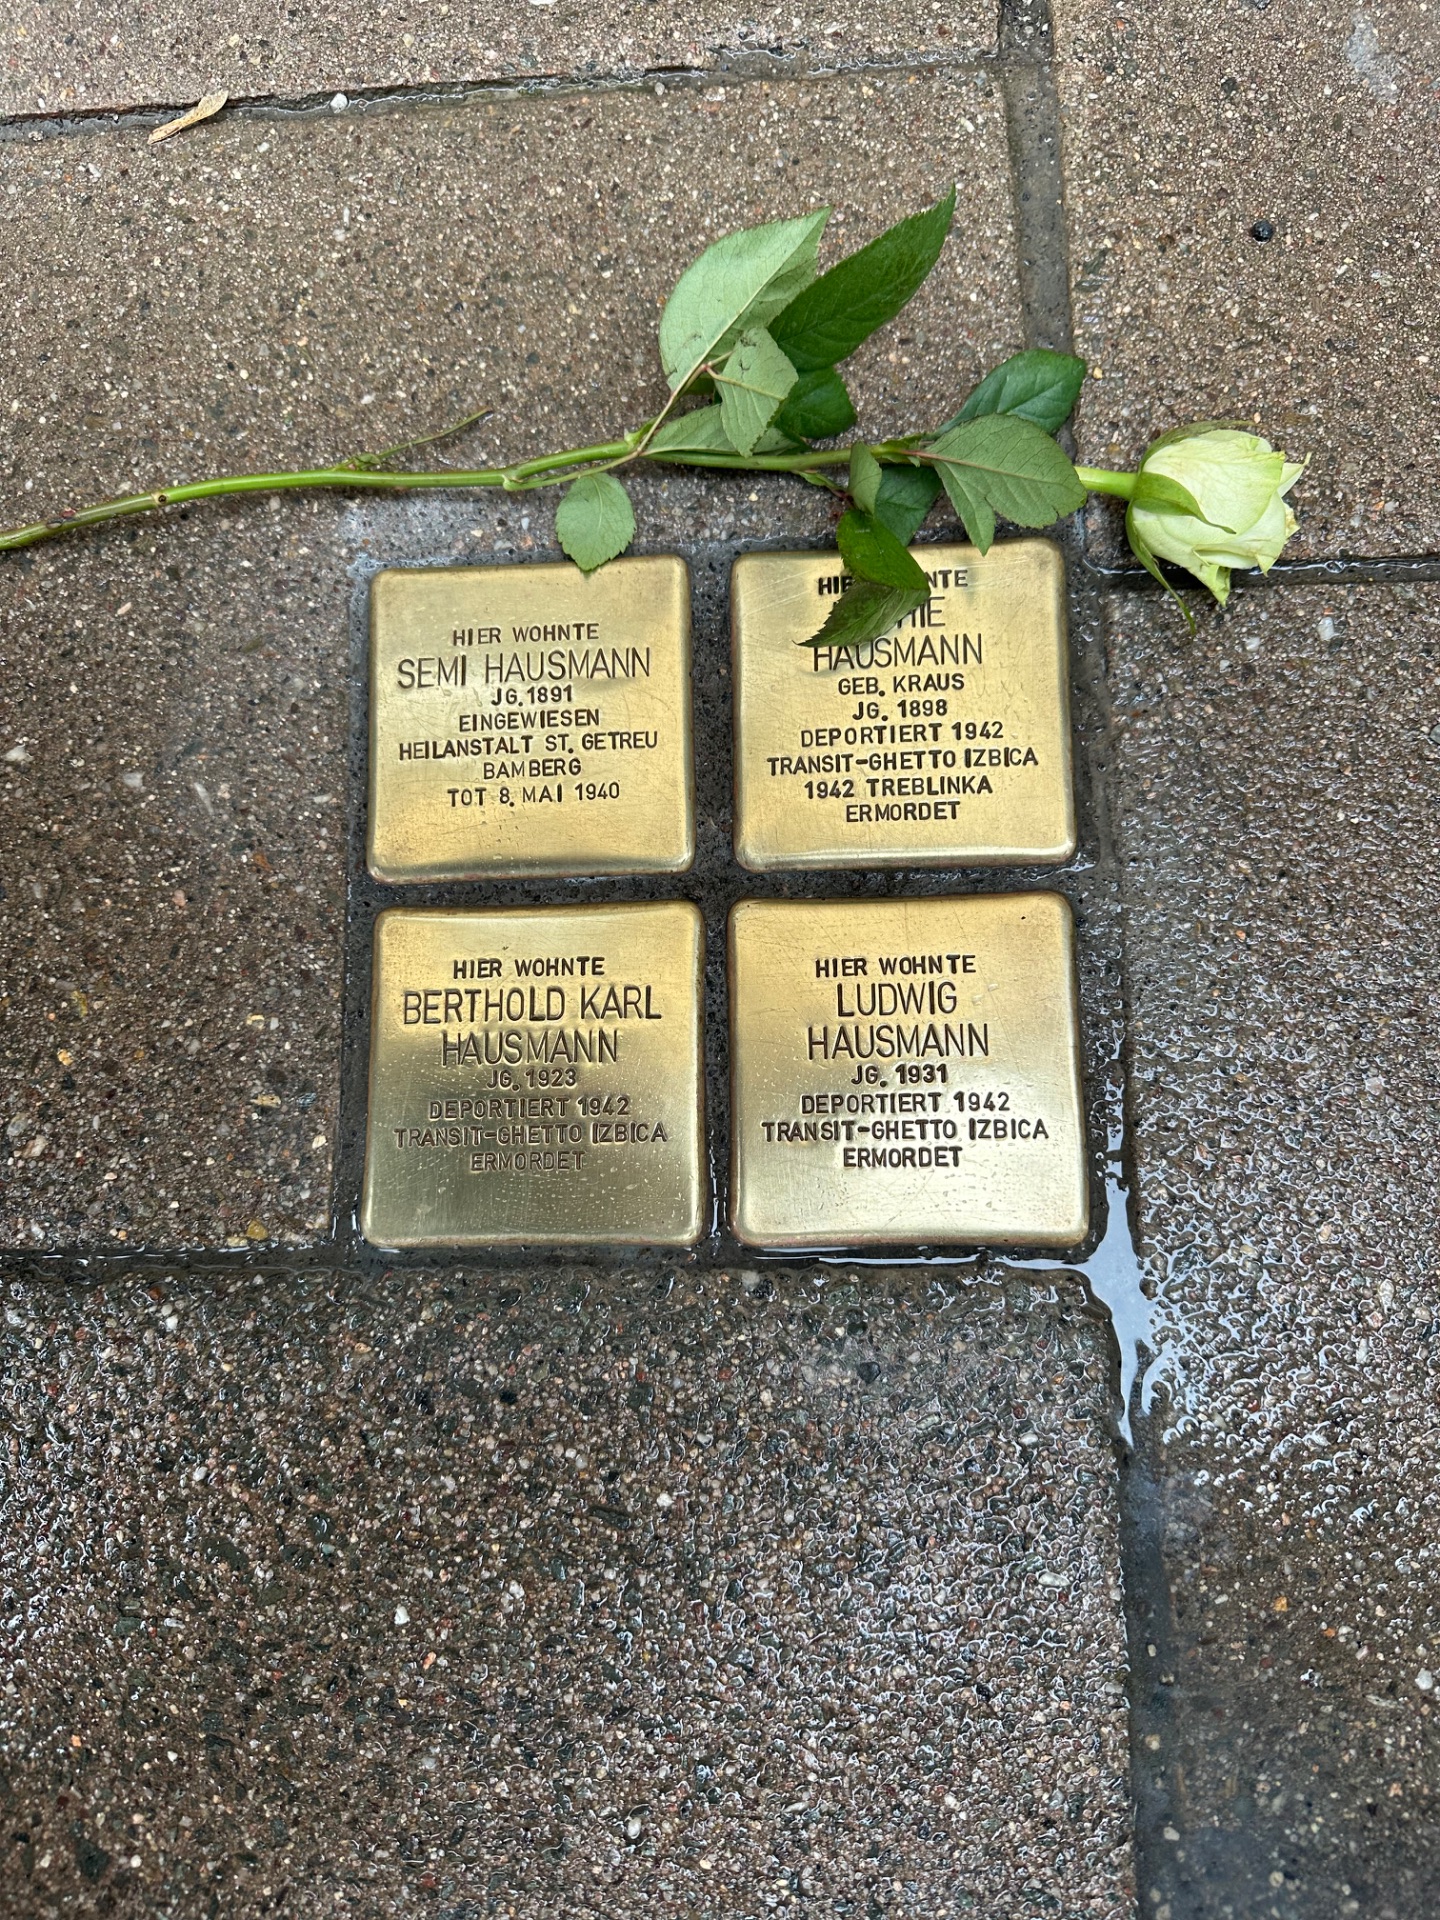 HIER WOHNTE
SEMI HAUSMANN
JG. 1891
EINGEWIESEN
HEILANSTALT ST. GETREU
BAMBERG
TOT 8. MAI 1940
HIER
HAUSMANN
GEB. KRAUS
JG. 1898
DEPORTIERT 1942
TRANSIT-GHETTO IZBICA
1942 TREBLINKA
ERMORDET
HIER WOHNTE
BERTHOLD KARL
HAUSMANN
JG. 1923
DEPORTIERT 1942
TRANSIT-GHETTO IZBICA
ERMORDET
HIER WOHNTE
LUDWIG
HAUSMANN
JG. 1931
DEPORTIERT 1942
TRANSIT-GHETTO IZBICA
ERMORDET